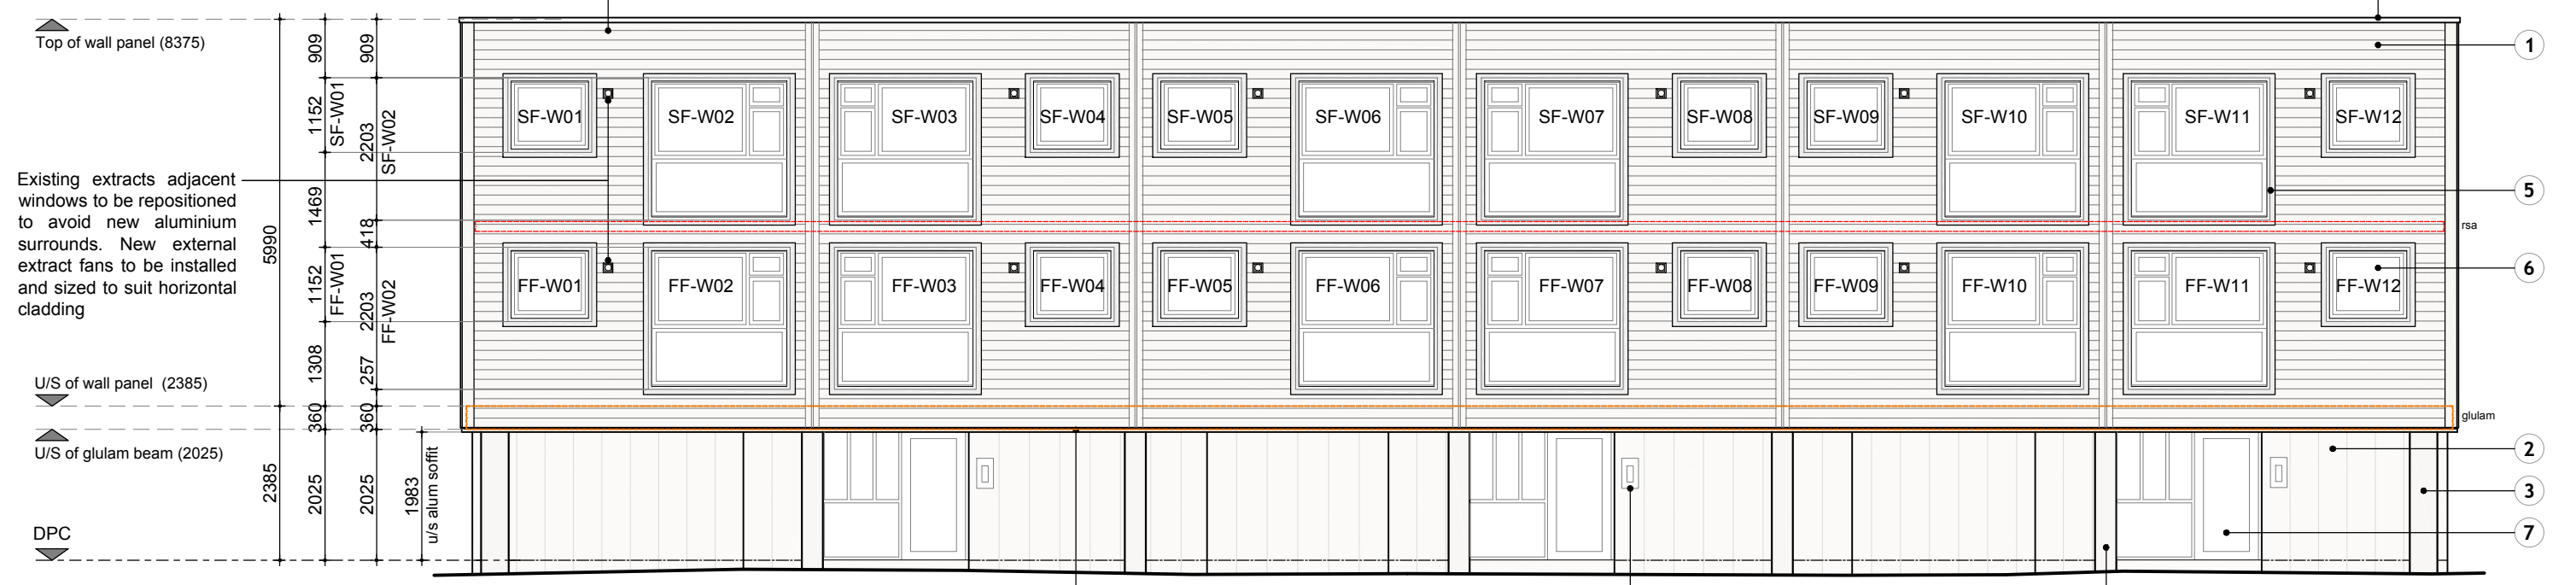 Top of wall panel (8375)
909
909
1
1152
SF-W01
2203
SF-W02
SF-W01
SF-W02
SF-W03
SF-W04
SF-W05
SF-W06
SF-W07
SF-W08
SF-W09
SF-W10
SF-W11
SF-W12
Existing extracts adjacent
windows to be repositioned
to avoid new aluminium
surrounds. New external
extract fans to be installed
and sized to suit horizontal
cladding
5990
1469
418
5
rsa
1152
FF-W01
2203
FF-W02
FF-W01
FF-W02
FF-W03
FF-W04
FF-W05
FF-W06
FF-W07
FF-W08
FF-W09
FF-W10
FF-W11
FF-W12
6
1308
257
U/S of wall panel (2385)
360
360
glulam
U/S of glulam beam (2025)
2
2385
2025
2025
1983
u/s alum soffit
3
DPC
7